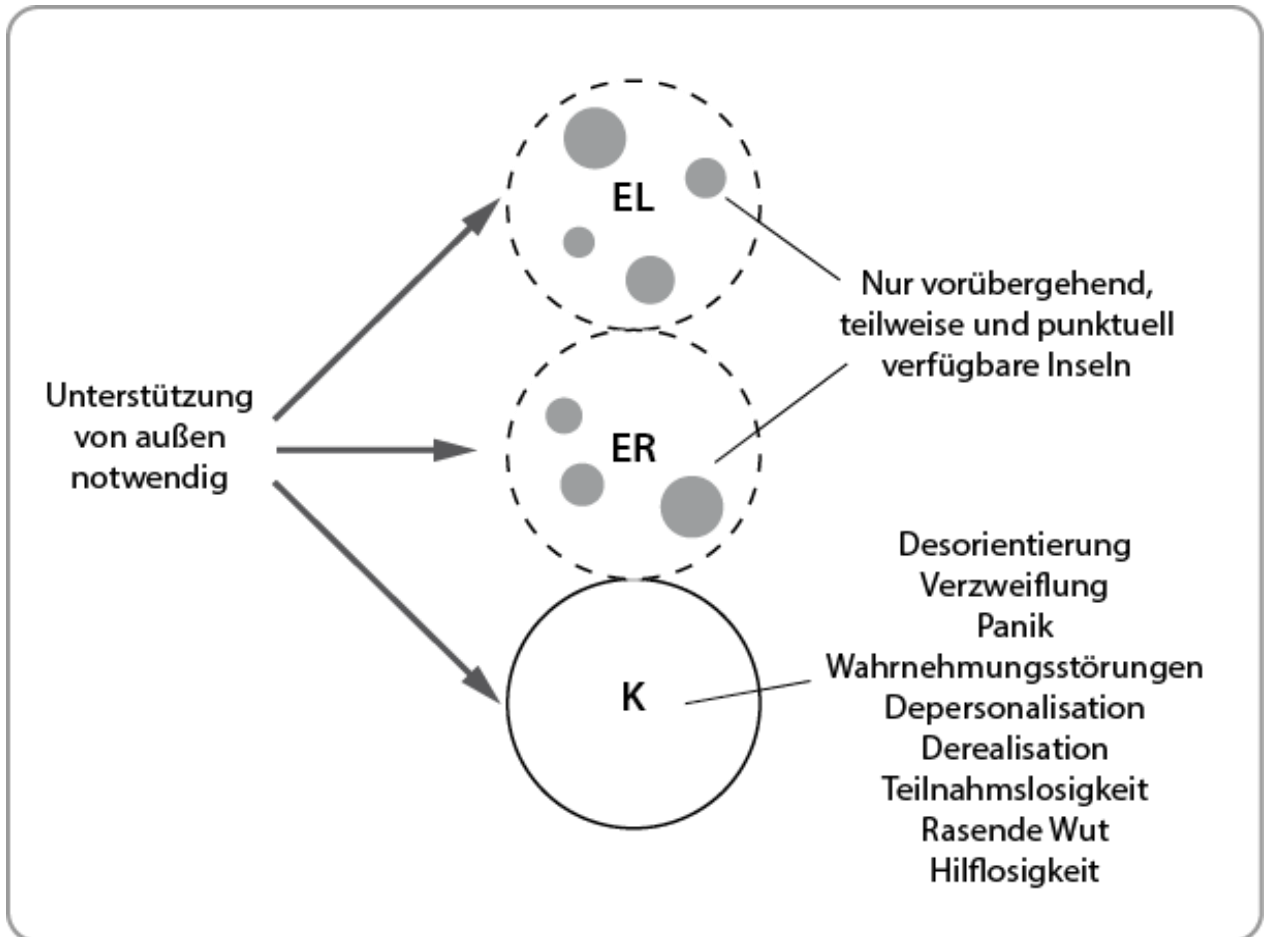 EL
Nur vorübergehend,
teilweise und punktuell
verfügbare Inseln
Unterstützung
von außen
notwendig
ER
Desorientierung
Verzweiflung
Panik
Wahrnehmungsstörungen
Depersonalisation
Derealisation
Teilnahmslosigkeit
Rasende Wut
Hilflosigkeit
K